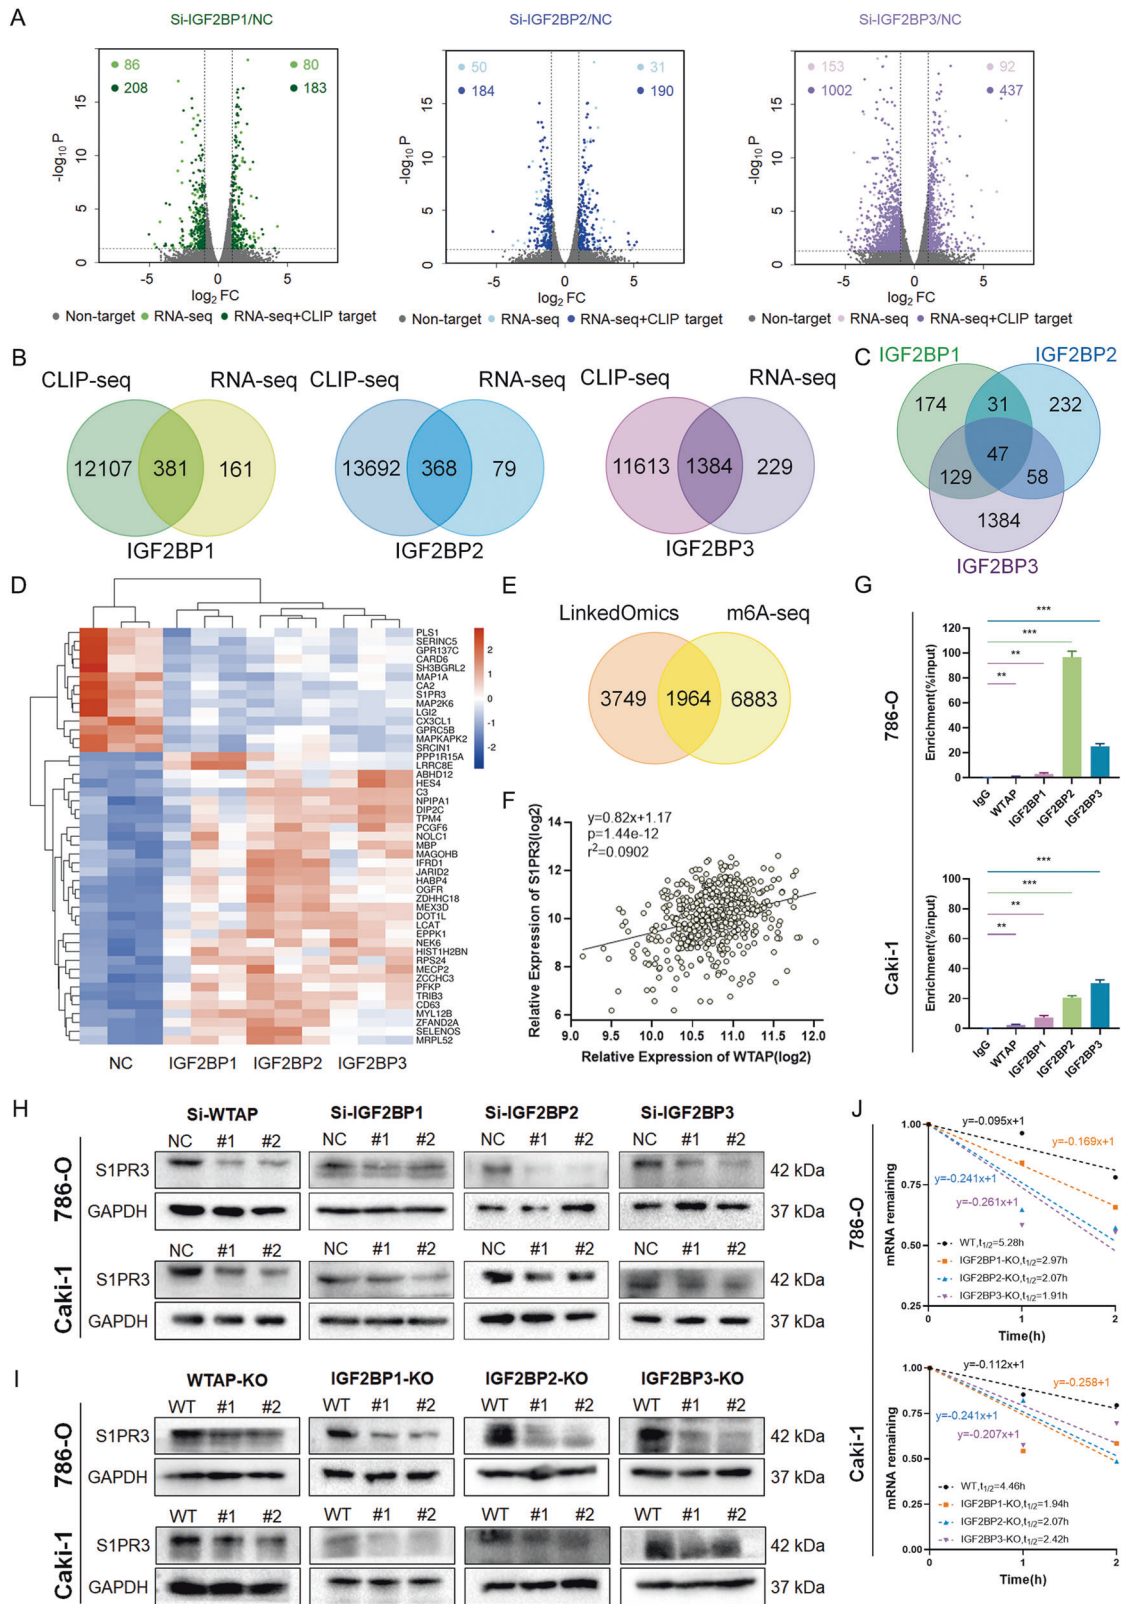 A
Si-IGF2BP1/NC
Si-IGF2BP2/NC
Si-IGF2BP3/NC
86
80
208
183
50
31
184
190
153
92
1002
437
15
10
5
0
-log10 P
-5
0
5
log2 FC
15
10
5
0
-log10 P
-5
0
5
log2 FC
15
10
5
0
-log10 P
-5
0
5
log2 FC
Non-target RNA-seq RNA-seq+CLIP target
Non-target RNA-seq RNA-seq+CLIP target
Non-target RNA-seq RNA-seq+CLIP target
B
CLIP-seq RNA-seq
12107 381 161
IGF2BP1
CLIP-seq RNA-seq
13692 368 79
IGF2BP2
CLIP-seq RNA-seq
11613 1384 229
IGF2BP3
C
IGF2BP1
IGF2BP2
174 31 232
47
129 58
1384
IGF2BP3
D
PLS1
SERINC5
GPR137C
CARD6
SH3BGRL2
MAP1A
CA2
S1PR3
MAP2K6
LGI2
CX3CL1
GPRC5B
MAPKAPK2
SRCIN1
PPP1R15A
LRRC8E
ABHD12
HES4
C3
NPIPA1
DIP2C
TPM4
PCGF6
NOLC1
MBP
MAGOHB
IFRD1
JARID2
HABP4
OGFR
ZDHHC18
MEX3D
DOT1L
LCAT
EPPK1
NEK6
HIST1H2BN
RPS24
MECP2
ZCCHC3
PFKP
TRIB3
CD63
MYL12B
ZFAND2A
SELENOS
MRPL52
2
1
0
-1
-2
NC IGF2BP1 IGF2BP2 IGF2BP3
E
LinkedOmics m6A-seq
3749 1964 6883
F
y=0.82x+1.17
p=1.44e-12
r2=0.0902
Relative Expression of S1PR3(log2)
14
12
10
8
6
9.0 9.5 10.0 10.5 11.0 11.5 12.0
Relative Expression of WTAP(log2)
G
786-O
Enrichment(%input)
120
100
80
60
40
20
0
***
***
**
**
IgG
WTAP
IGF2BP1
IGF2BP2
IGF2BP3
Caki-1
Enrichment(%input)
100
80
60
40
20
0
***
***
**
**
IgG
WTAP
IGF2BP1
IGF2BP2
IGF2BP3
H
Si-WTAP Si-IGF2BP1 Si-IGF2BP2 Si-IGF2BP3
786-O
NC #1 #2 NC #1 #2 NC #1 #2 NC #1 #2
S1PR3 42 kDa
GAPDH 37 kDa
Caki-1
NC #1 #2 NC #1 #2 NC #1 #2 NC #1 #2
S1PR3 42 kDa
GAPDH 37 kDa
I
WTAP-KO IGF2BP1-KO IGF2BP2-KO IGF2BP3-KO
786-O
WT #1 #2 WT #1 #2 WT #1 #2 WT #1 #2
S1PR3 42 kDa
GAPDH 37 kDa
Caki-1
WT #1 #2 WT #1 #2 WT #1 #2 WT #1 #2
S1PR3 42 kDa
GAPDH 37 kDa
J
786-O
mRNA remaining
1.00
0.75
0.50
0.25
y=-0.095x+1
y=-0.169x+1
y=-0.241x+1
y=-0.261x+1
WT,t1/2=5.28h
IGF2BP1-KO,t1/2=2.97h
IGF2BP2-KO,t1/2=2.07h
IGF2BP3-KO,t1/2=1.91h
0 1 2
Time(h)
Caki-1
mRNA remaining
1.00
0.75
0.50
0.25
0.00
y=-0.112x+1
y=-0.258+1
y=-0.241x+1
y=-0.207x+1
WT,t1/2=4.46h
IGF2BP1-KO,t1/2=1.94h
IGF2BP2-KO,t1/2=2.07h
IGF2BP3-KO,t1/2=2.42h
0 1 2
Time(h)